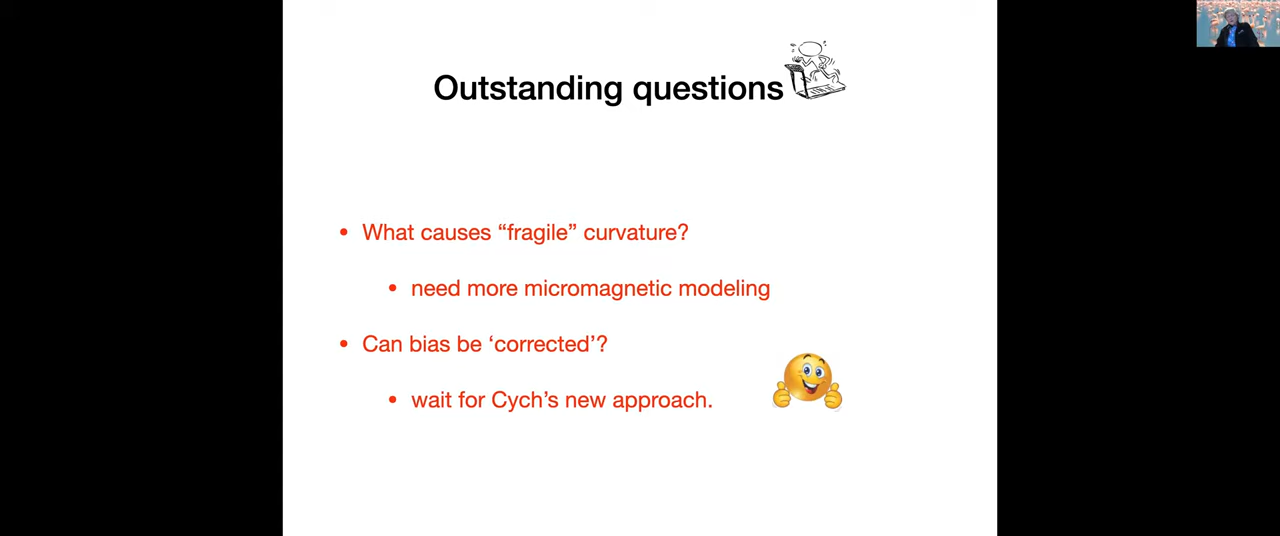 Outstanding questions
• What causes “fragile” curvature?
• need more micromagnetic modeling
• Can bias be ‘corrected’?
• wait for Cych’s new approach.